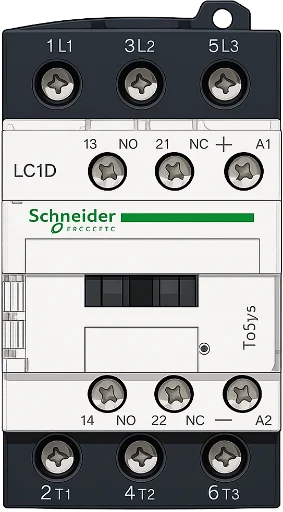 1L1 3L2 5L3
13 NO 21 NC + A1
LC1D
Schneider
ERCCCFTC
To5ys
14 NO 22 NC — A2
2T1 4T2 6T3